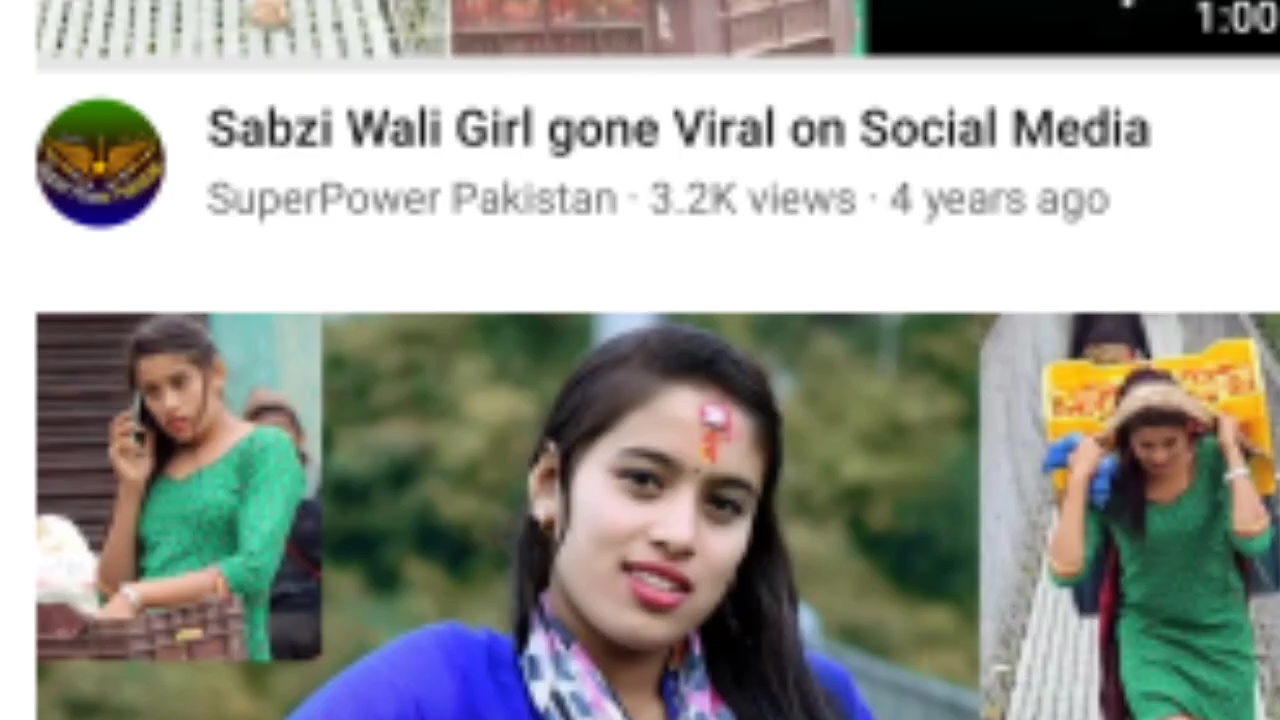 1:00
Sabzi Wali Girl gone Viral on Social Media
SuperPower Pakistan · 3.2K views · 4 years ago